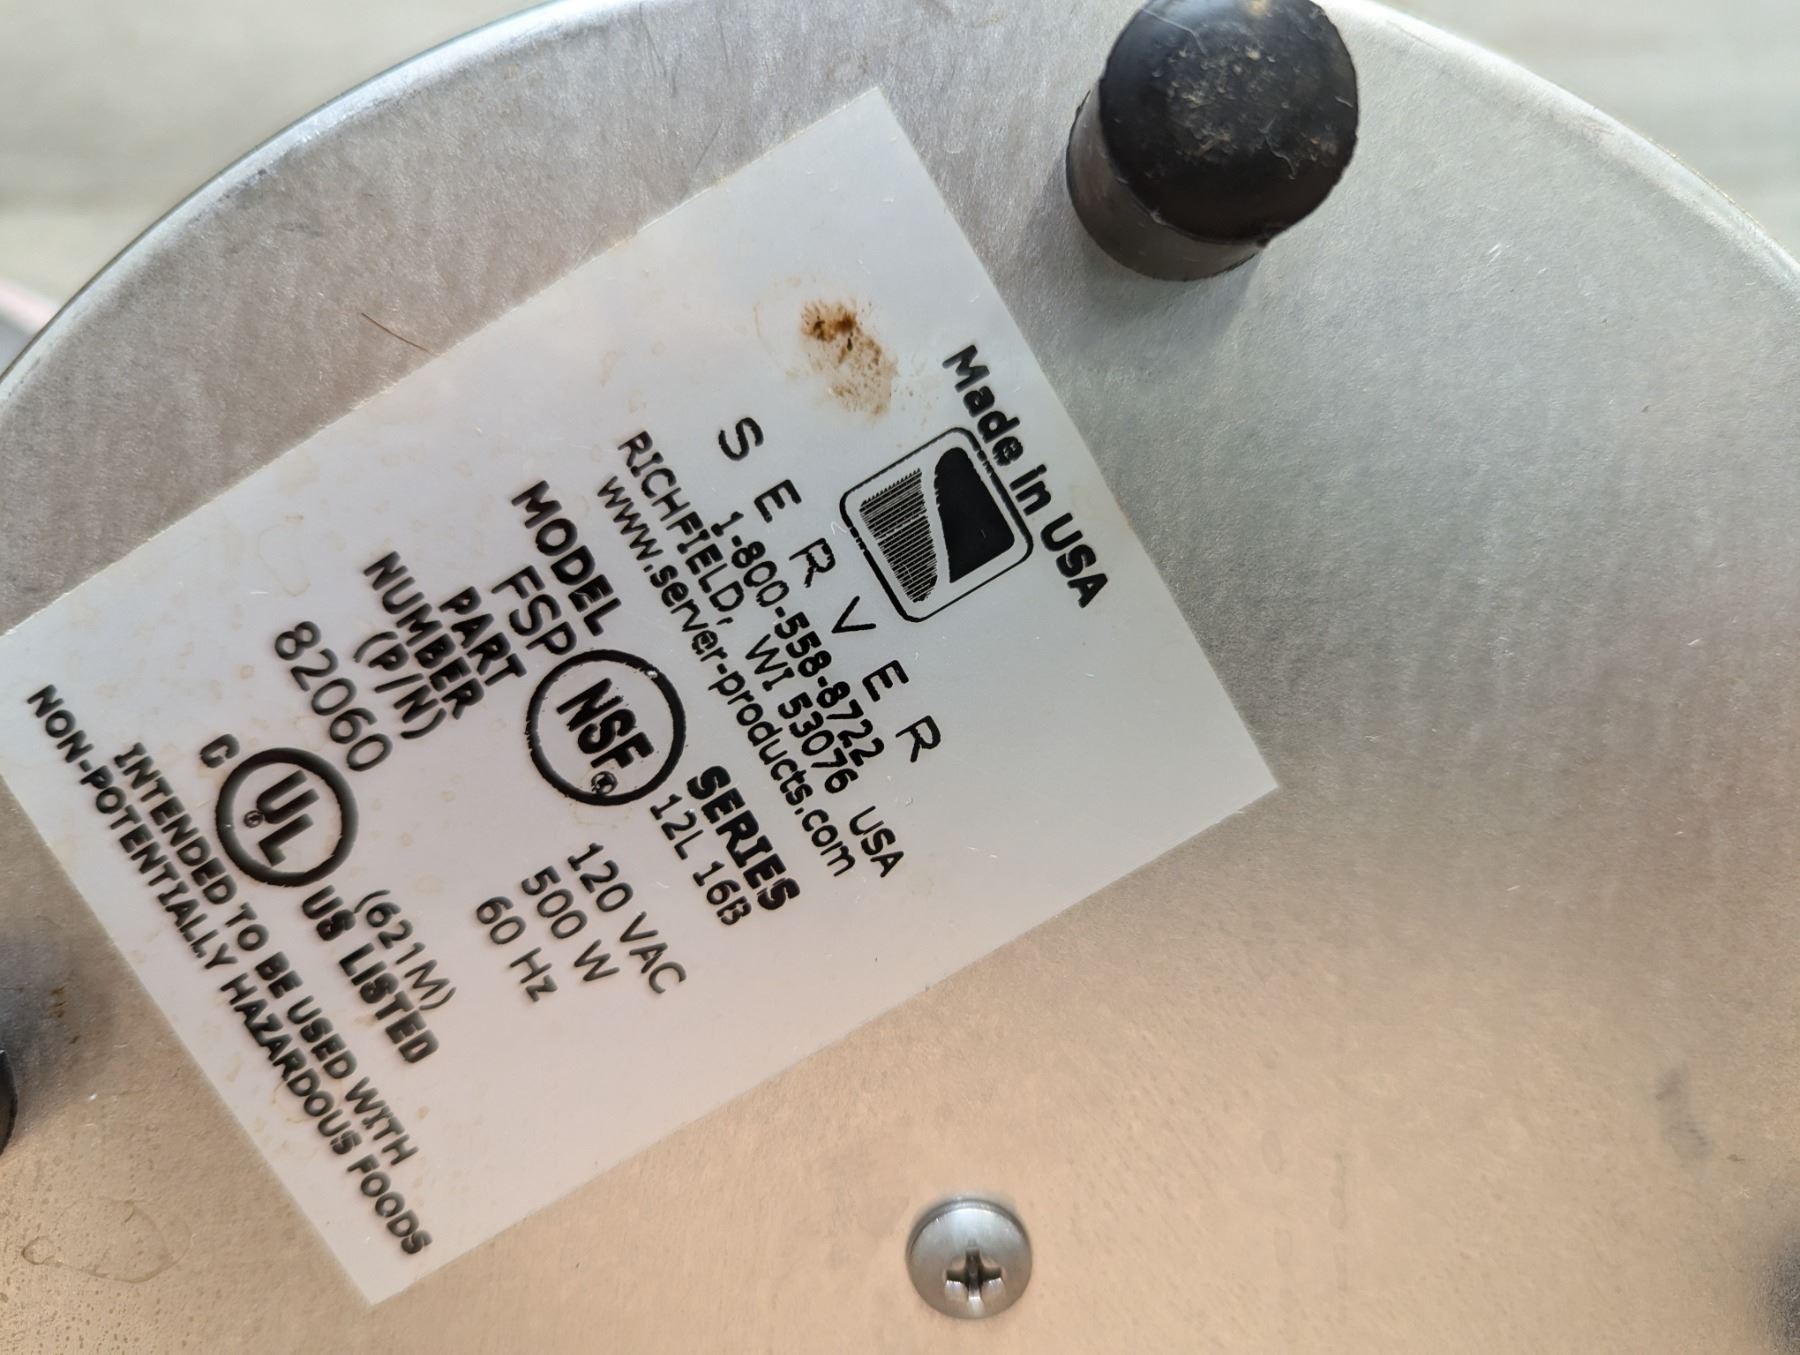 Made in USA
SERVER
1-800-558-8722
RICHFIELD, WI 53076 USA
www.server-products.com
MODEL
FSP
NSF®
SERIES
12L 16B
PART
NUMBER
(P/N)
82060
120 VAC
500 W
60 Hz
C UL® US LISTED
(621M)
INTENDED TO BE USED WITH
NON-POTENTIALLY HAZARDOUS FOODS